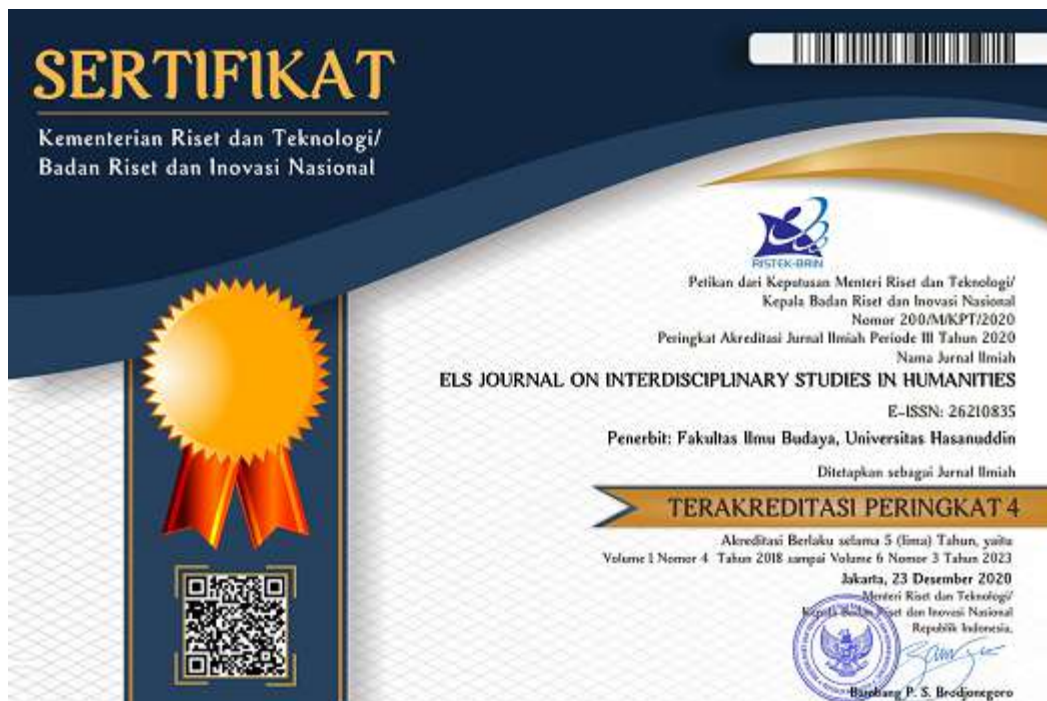 SERTIFIKAT
Kementerian Riset dan Teknologi/
Badan Riset dan Inovasi Nasional
RISTEK-BRIN
Petikan dari Keputusan Menteri Riset dan Teknologi/
Kepala Badan Riset dan Inovasi Nasional
Nomor 200/M/KPT/2020
Peringkat Akreditasi Jurnal Ilmiah Periode III Tahun 2020
Nama Jurnal Ilmiah
ELS JOURNAL ON INTERDISCIPLINARY STUDIES IN HUMANITIES
E-ISSN: 26210835
Penerbit: Fakultas Ilmu Budaya, Universitas Hasanuddin
Ditetapkan sebagai Jurnal Ilmiah
TERAKREDITASI PERINGKAT 4
Akreditasi Berlaku selama 5 (lima) Tahun, yaitu
Volume 1 Nomor 4 Tahun 2018 sampai Volume 6 Nomor 3 Tahun 2023
Jakarta, 23 Desember 2020
Menteri Riset dan Teknologi/
Kepala Badan Riset dan Inovasi Nasional
Republik Indonesia,
Bambang P. S. Brodjonegoro